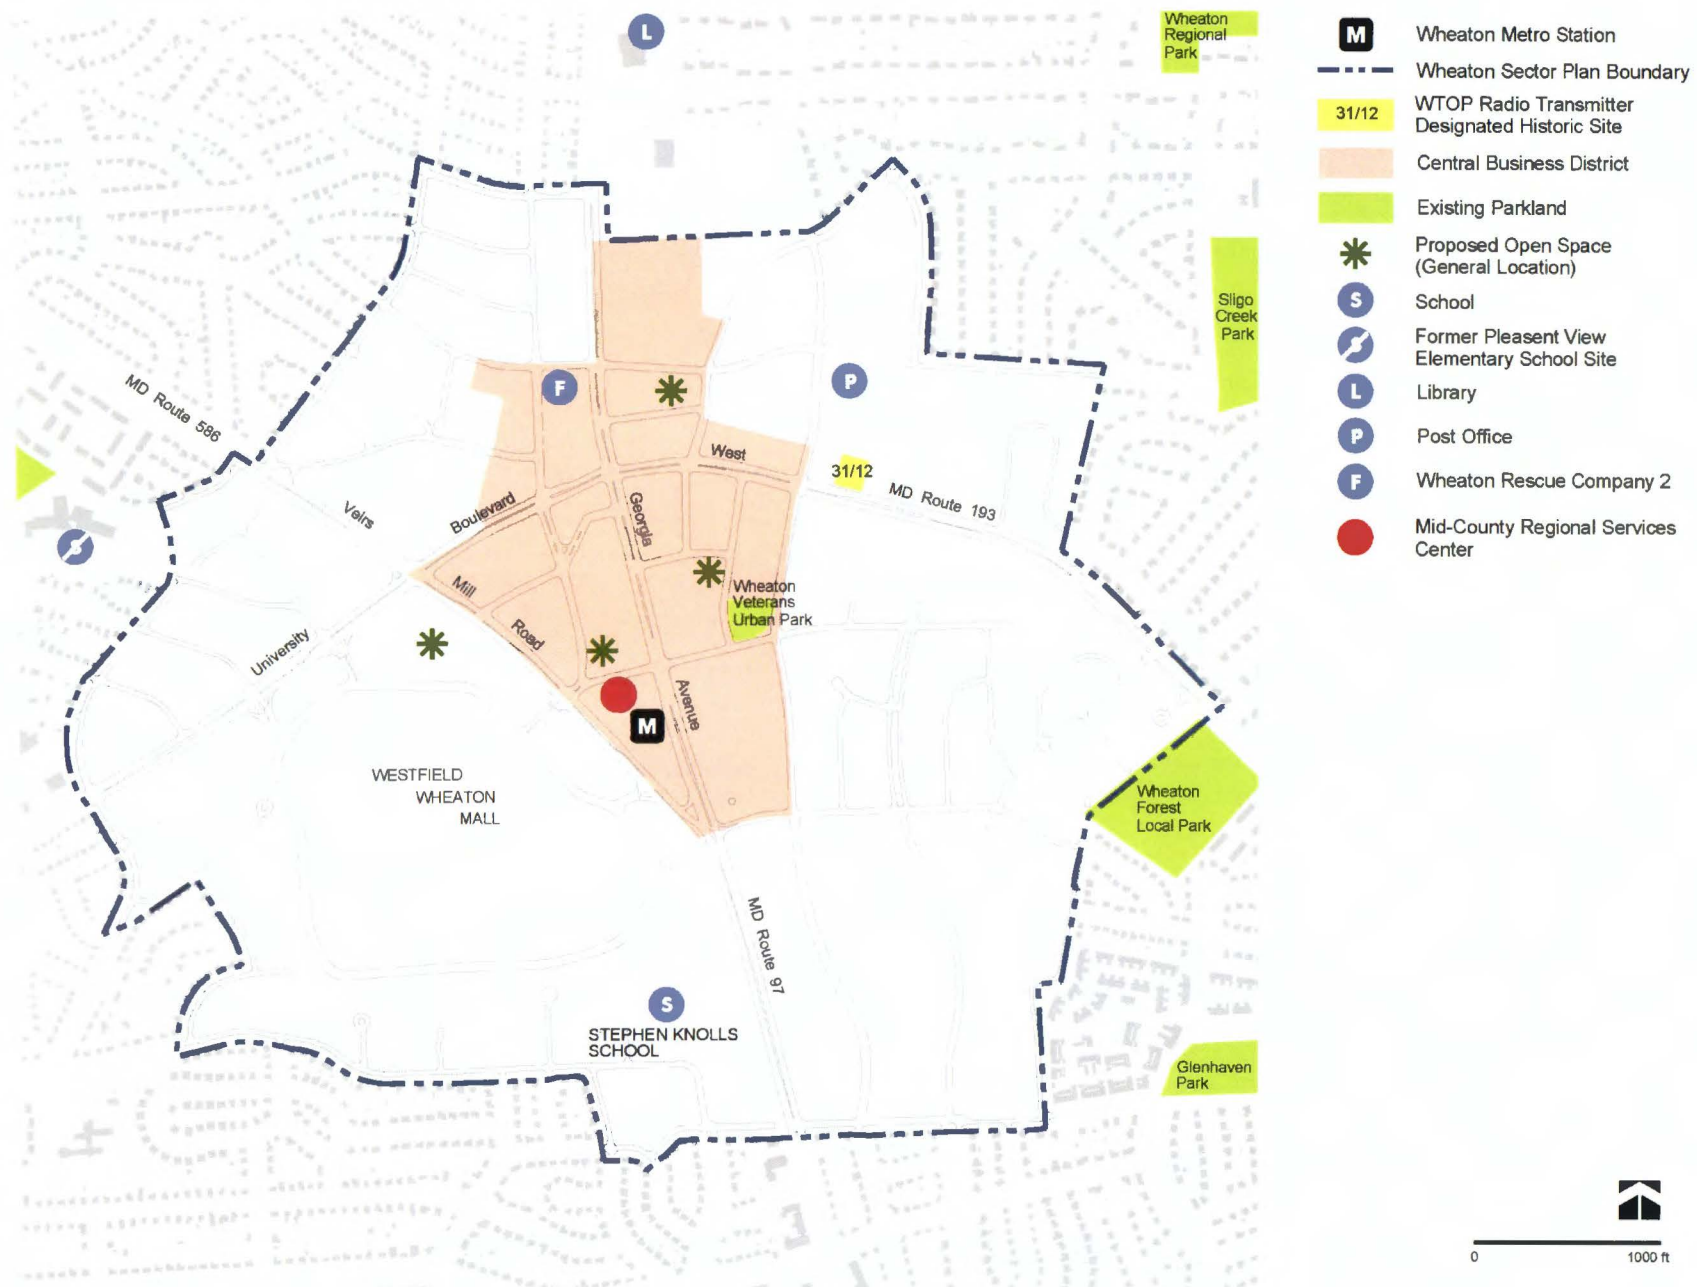 L
Wheaton
Regional
Park
M
Wheaton Metro Station
Wheaton Sector Plan Boundary
31/12
WTOP Radio Transmitter
Designated Historic Site
Central Business District
Existing Parkland
Proposed Open Space
(General Location)
S
School
Former Pleasent View
Elementary School Site
L
Library
P
Post Office
F
Wheaton Rescue Company 2
Mid-County Regional Services
Center
Sligo
Creek
Park
MD Route 586
F
P
West
31/12
MD Route 193
Veirs
Boulevard
Georgia
S
Mill
Road
Wheaton
Veterans
Urban Park
University
Avenue
M
WESTFIELD
WHEATON
MALL
Wheaton
Forest
Local Park
MD Route 97
S
STEPHEN KNOLLS
SCHOOL
Glenhaven
Park
0
1000 ft